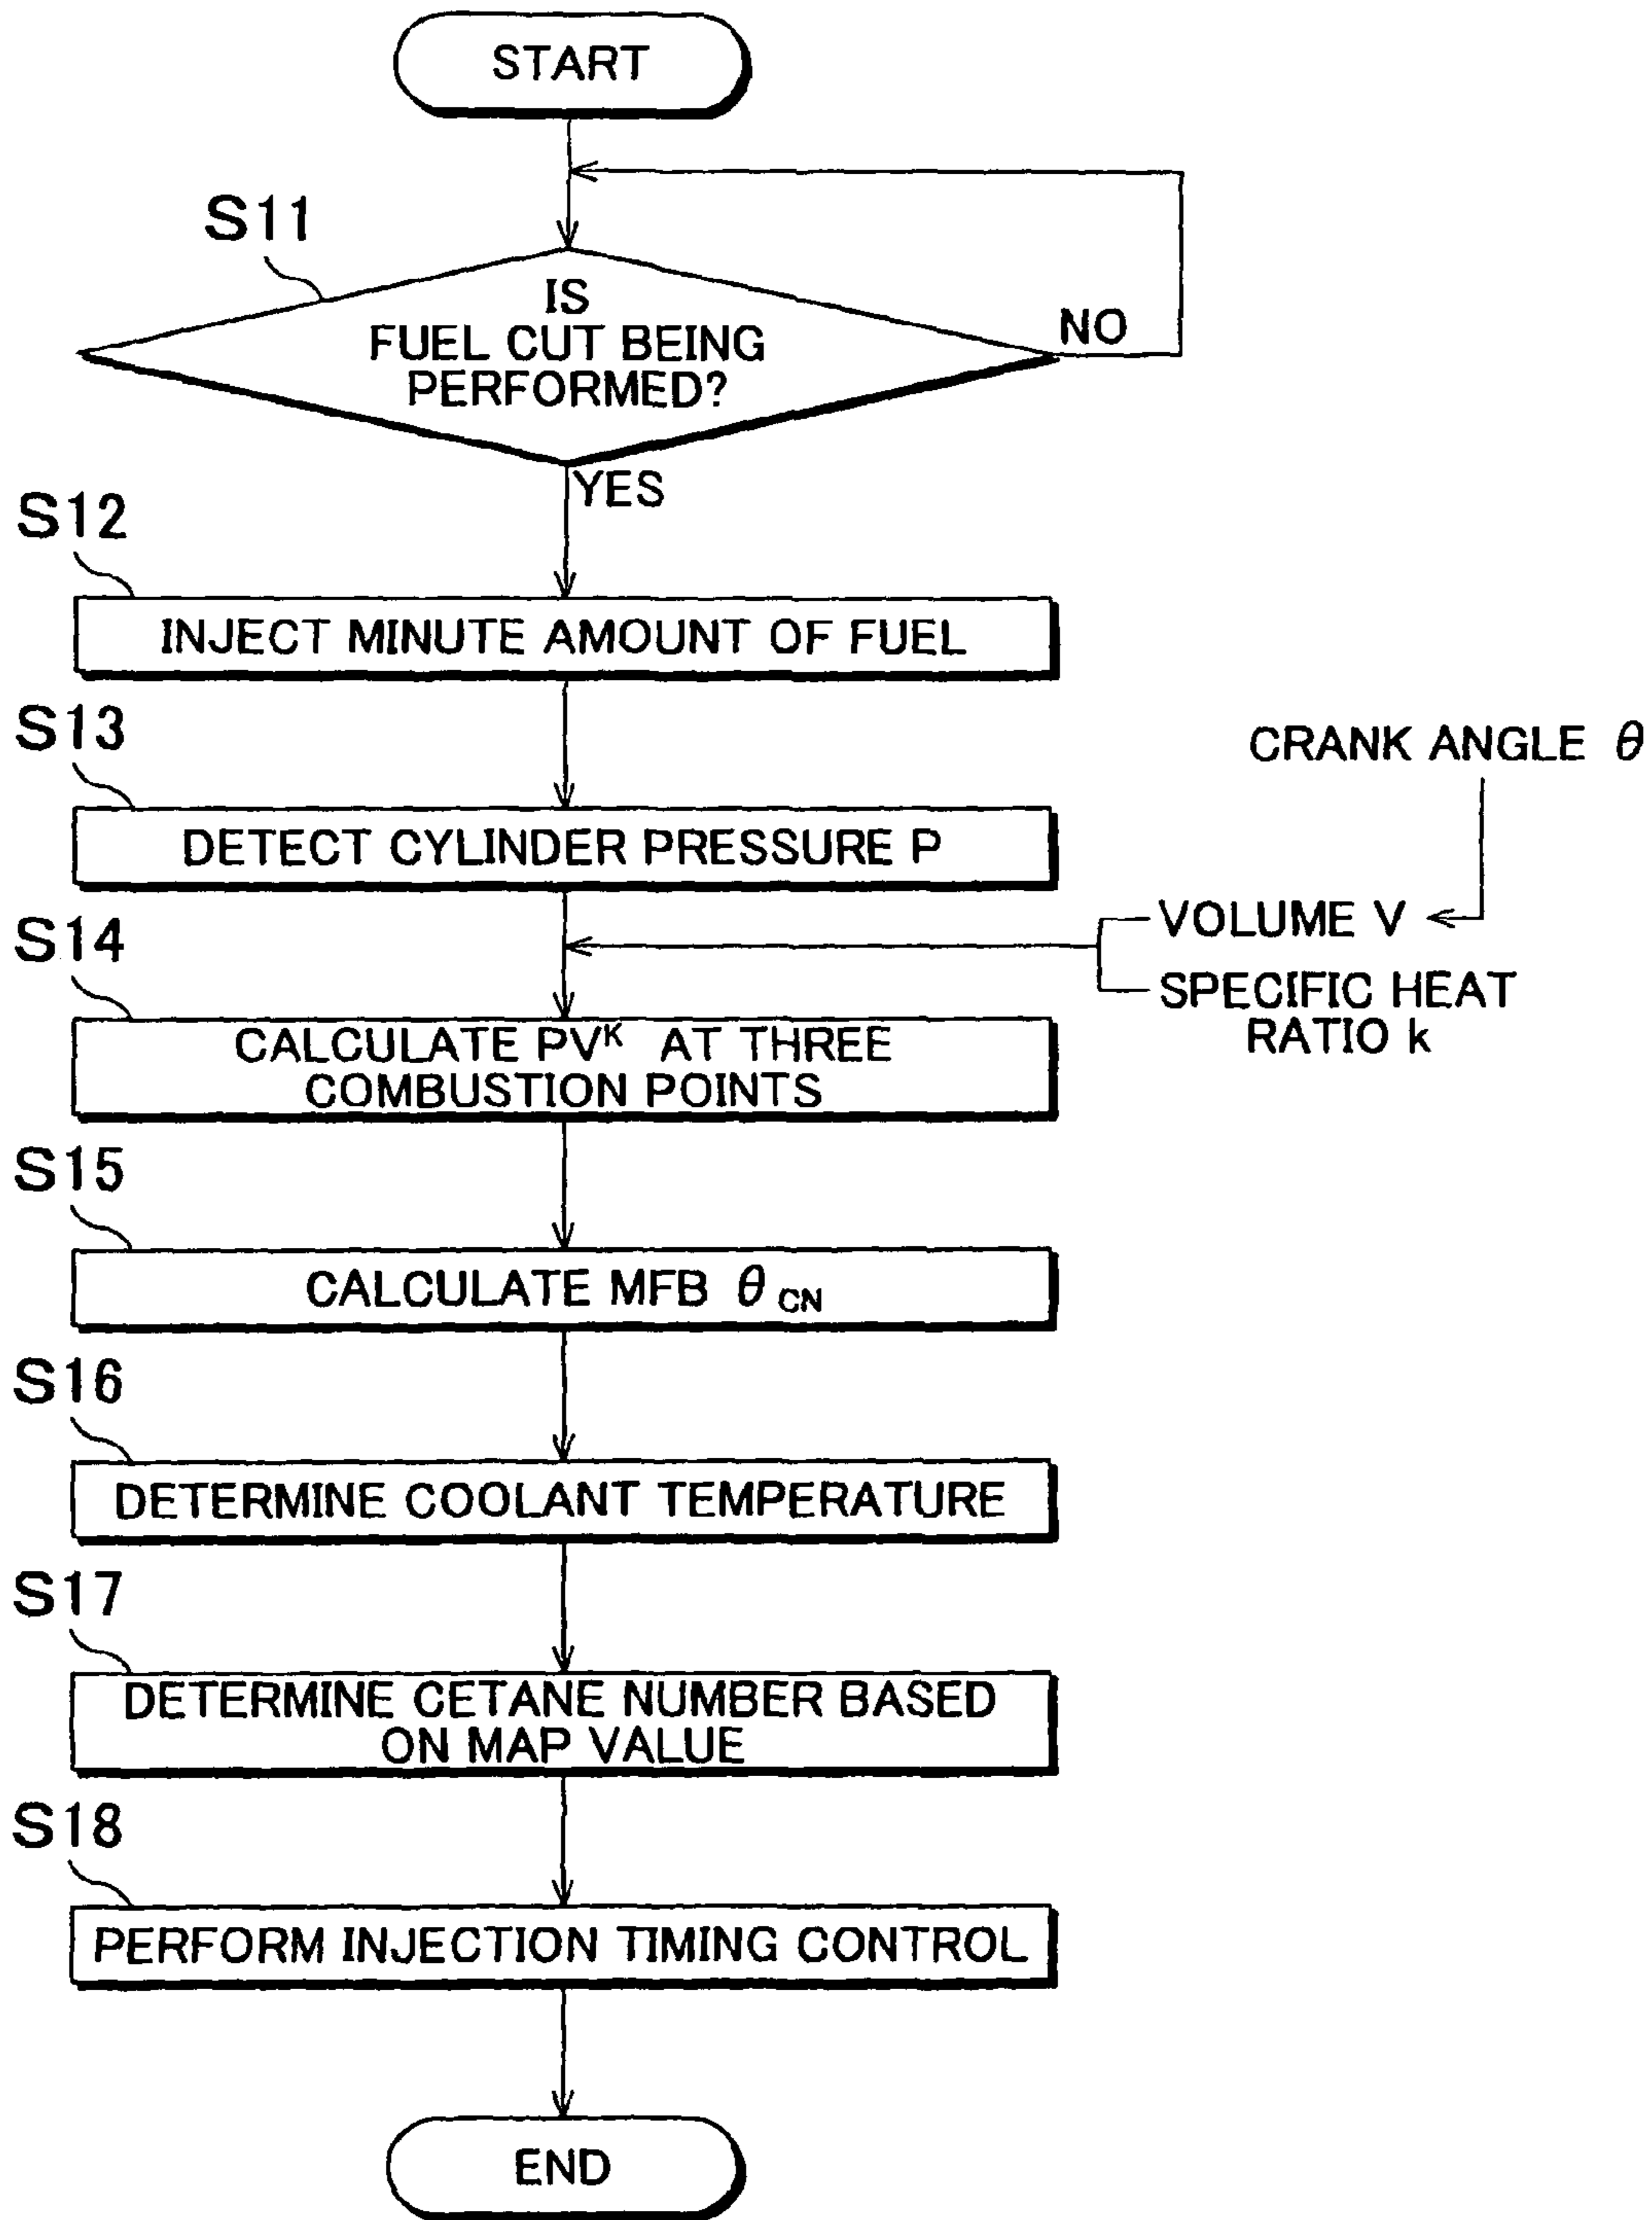 START
S11
IS
FUEL CUT BEING
PERFORMED?
NO
YES
S12
INJECT MINUTE AMOUNT OF FUEL
S13
CRANK ANGLE θ
DETECT CYLINDER PRESSURE P
VOLUME V
S14
SPECIFIC HEAT
RATIO k
CALCULATE PV^K AT THREE
COMBUSTION POINTS
S15
CALCULATE MFB θ_CN
S16
DETERMINE COOLANT TEMPERATURE
S17
DETERMINE CETANE NUMBER BASED
ON MAP VALUE
S18
PERFORM INJECTION TIMING CONTROL
END